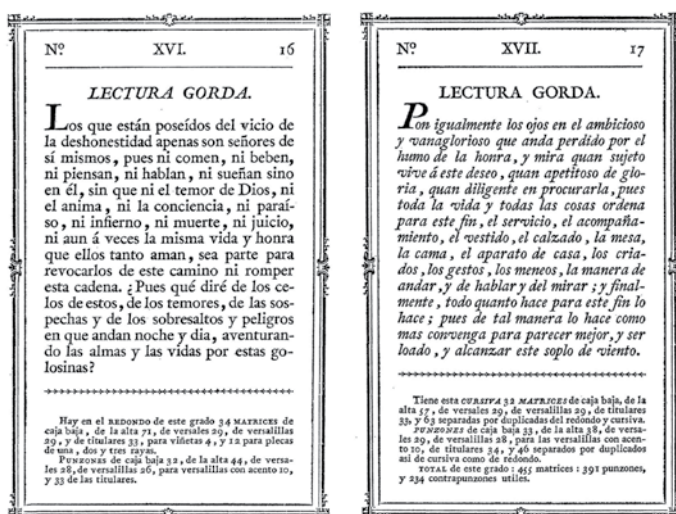 Nº XVI. 16
LECTURA GORDA.
Los que están poseídos del vicio de
la deshonestidad apenas son señores de
sí mismos, pues ni comen, ni beben,
ni piensan, ni hablan, ni sueñan sino
en él, sin que ni el temor de Dios, ni
el anima, ni la conciencia, ni paraí-
so, ni infierno, ni muerte, ni juicio,
ni aun á veces la misma vida y honra
que ellos tanto aman, sea parte para
revocarlos de este camino ni romper
esta cadena. ¿Pues qué diré de los ce-
los de estos, de los temores, de las sos-
pechas y de los sobresaltos y peligros
en que andan noche y dia, aventuran-
do las almas y las vidas por estas go-
losinas?
Hay en el REDONDO de este grado 34 MATRICES de
caja baja, de la alta 71, de versales 29, de versalillas
29, y de titulares 33, para viñetas 4, y 12 para plecas
de una, dos y tres rayas.
PUNZONES de caja baja 32, de la alta 44, de versa-
les 28, de versalillas 26, para versalillas con acento 10,
y 33 de las titulares.
Nº XVII. 17
LECTURA GORDA.
Pon igualmente los ojos en el ambicioso
y vanaglorioso que anda perdido por el
humo de la honra, y mira quan sujeto
vive á este deseo, quan apetitoso de glo-
ria, quan diligente en procurarla, pues
toda la vida y todas las cosas ordena
para este fin, el servicio, el acompaña-
miento, el vestido, el calzado, la mesa,
la cama, el aparato de casa, los cria-
dos, los gestos, los meneos, la manera de
andar, y de hablar y del mirar; y final-
mente, todo quanto hace para este fin lo
hace; pues de tal manera lo hace como
mas convenga para parecer mejor, y ser
loado, y alcanzar este soplo de viento.
Tiene esta CURSIVA 32 MATRICES de caja baja, de la
alta 57, de versales 29, de versalillas 29, de titulares
33, y 63 separadas por duplicadas del redondo y cursiva.
PUNZONES de caja baja 33, de la alta 38, de versa-
les 29, de versalillas 28, para las versalillas con acen-
to 10, de titulares 34, y 46 separados por duplicados
asi de cursiva como de redondo.
TOTAL de este grado: 455 matrices: 391 punzones,
y 234 contrapunzones utiles.